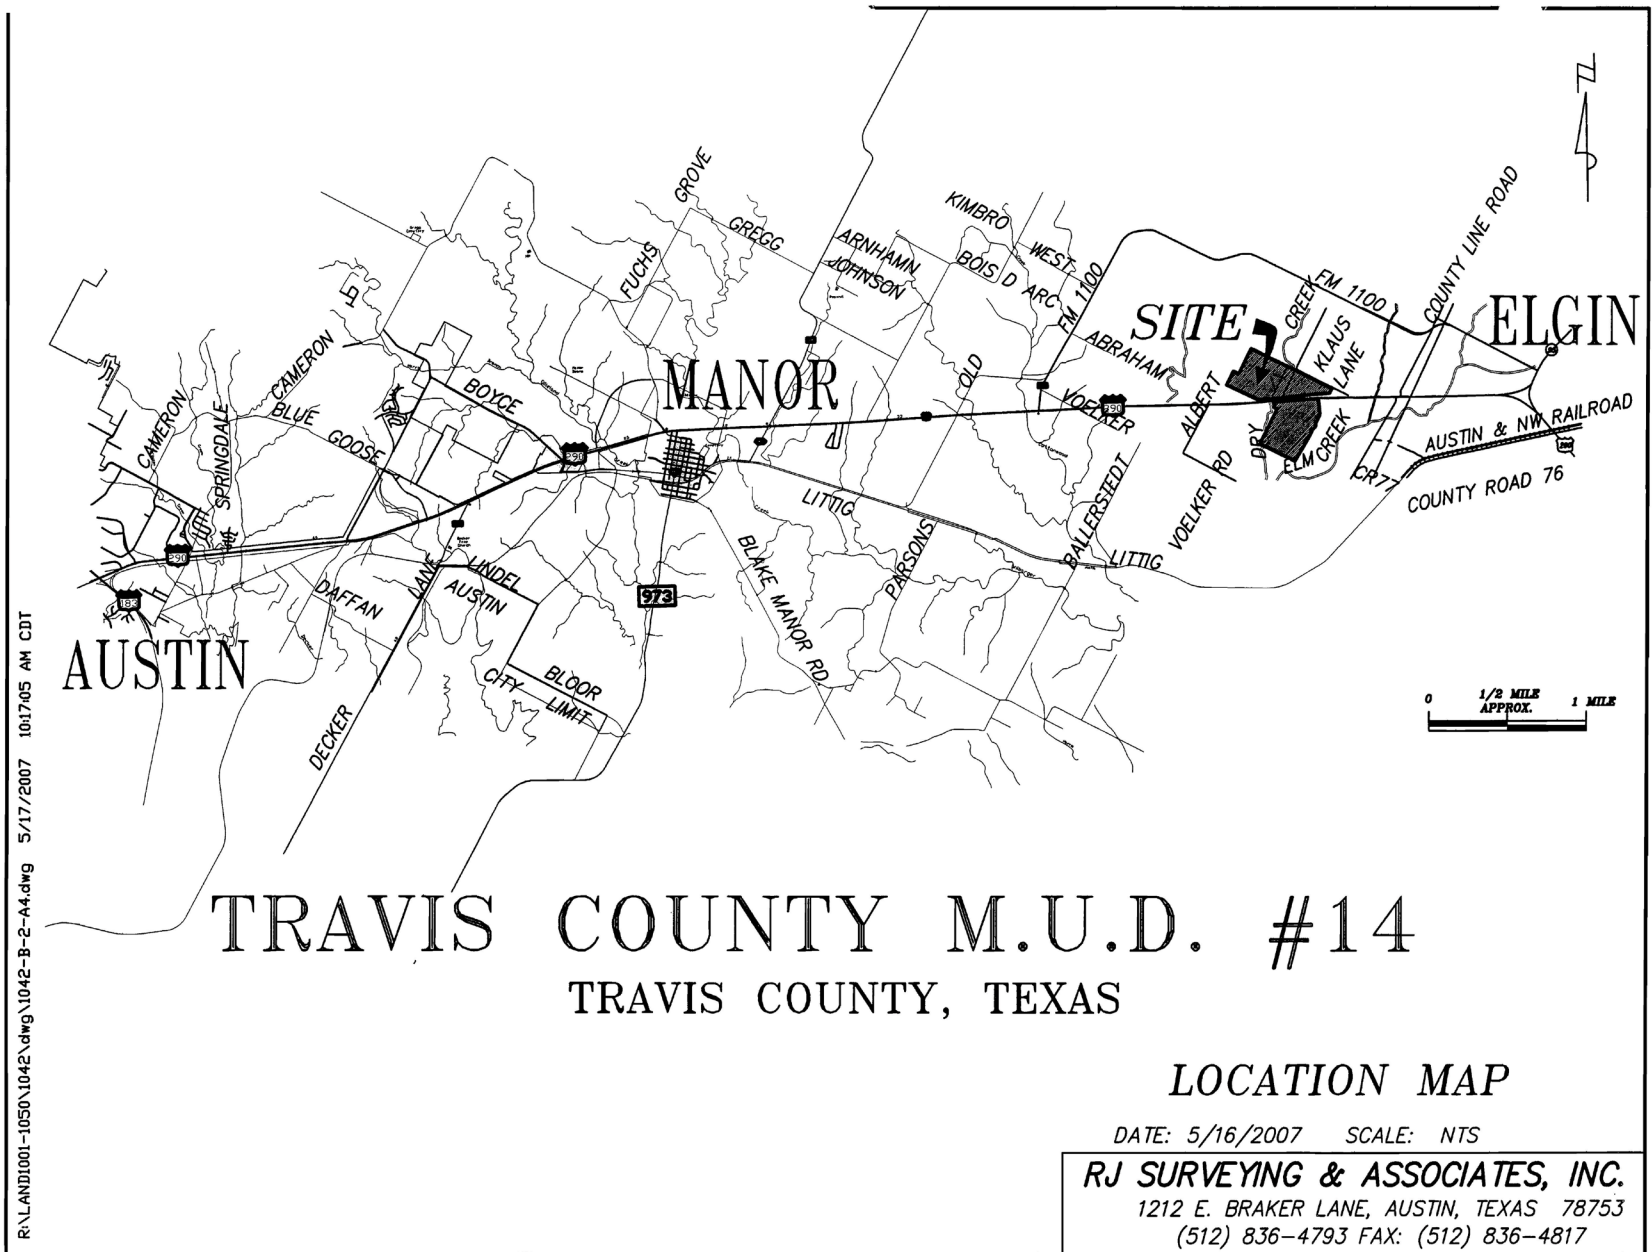 N
GROVE
GREGG
FUCHS
KIMBRO
ARNHAMN
JOHNSON
WEST
BOIS D ARC
FM 1100
FM 1100
COUNTY LINE ROAD
SITE
CREEK
ELGIN
ABRAHAM
KLAUS
LANE
CAMERON
CAMERON
SPRINGDALE
BLUE
GOOSE
BOYCE
MANOR
OLD
VOELKER
290
290
290
ALBERT
DRY
ELM CREEK
AUSTIN & NW RAILROAD
CR77
COUNTY ROAD 76
VOELKER RD
BALLERSTEDT
LITTIG
LITTIG
PARSONS
BLAKE MANOR RD.
973
183
AUSTIN
DAFFAN
LANE
LINDEL
AUSTIN
BLOOR
CITY LIMIT
DECKER
0 1/2 MILE 1 MILE
APPROX.
TRAVIS COUNTY M.U.D. #14
TRAVIS COUNTY, TEXAS
LOCATION MAP
DATE: 5/16/2007 SCALE: NTS
RJ SURVEYING & ASSOCIATES, INC.
1212 E. BRAKER LANE, AUSTIN, TEXAS 78753
(512) 836-4793 FAX: (512) 836-4817
R:\LAND1001-1050\1042\dwg\1042-B-2-A4.dwg 5/17/2007 10:17:05 AM CDT